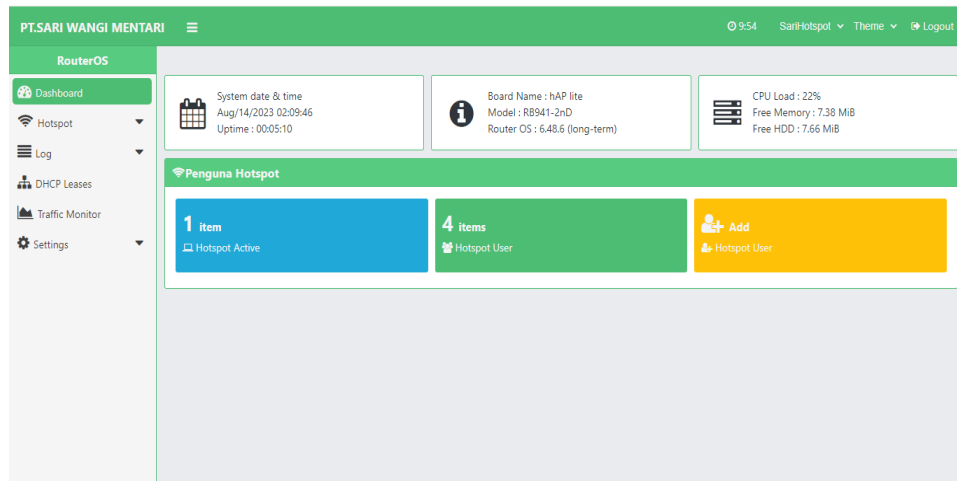 PT.SARI WANGI MENTARI
9:54 SariHotspot Theme Logout
RouterOS
Dashboard
Hotspot
Log
DHCP Leases
Traffic Monitor
Settings
System date & time
Aug/14/2023 02:09:46
Uptime : 00:05:10
Board Name : hAP lite
Model : RB941-2nD
Router OS : 6.48.6 (long-term)
CPU Load : 22%
Free Memory : 7.38 MiB
Free HDD : 7.66 MiB
Penguna Hotspot
1 item
Hotspot Active
4 items
Hotspot User
Add
Hotspot User